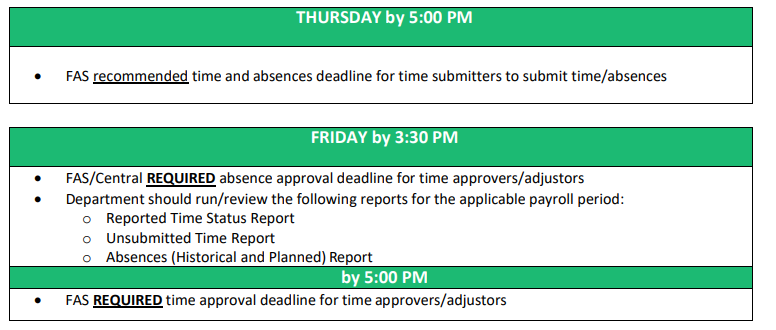 THURSDAY by 5:00 PM
• FAS recommended time and absences deadline for time submitters to submit time/absences
FRIDAY by 3:30 PM
• FAS/Central REQUIRED absence approval deadline for time approvers/adjustors
• Department should run/review the following reports for the applicable payroll period:
o Reported Time Status Report
o Unsubmitted Time Report
o Absences (Historical and Planned) Report
by 5:00 PM
• FAS REQUIRED time approval deadline for time approvers/adjustors